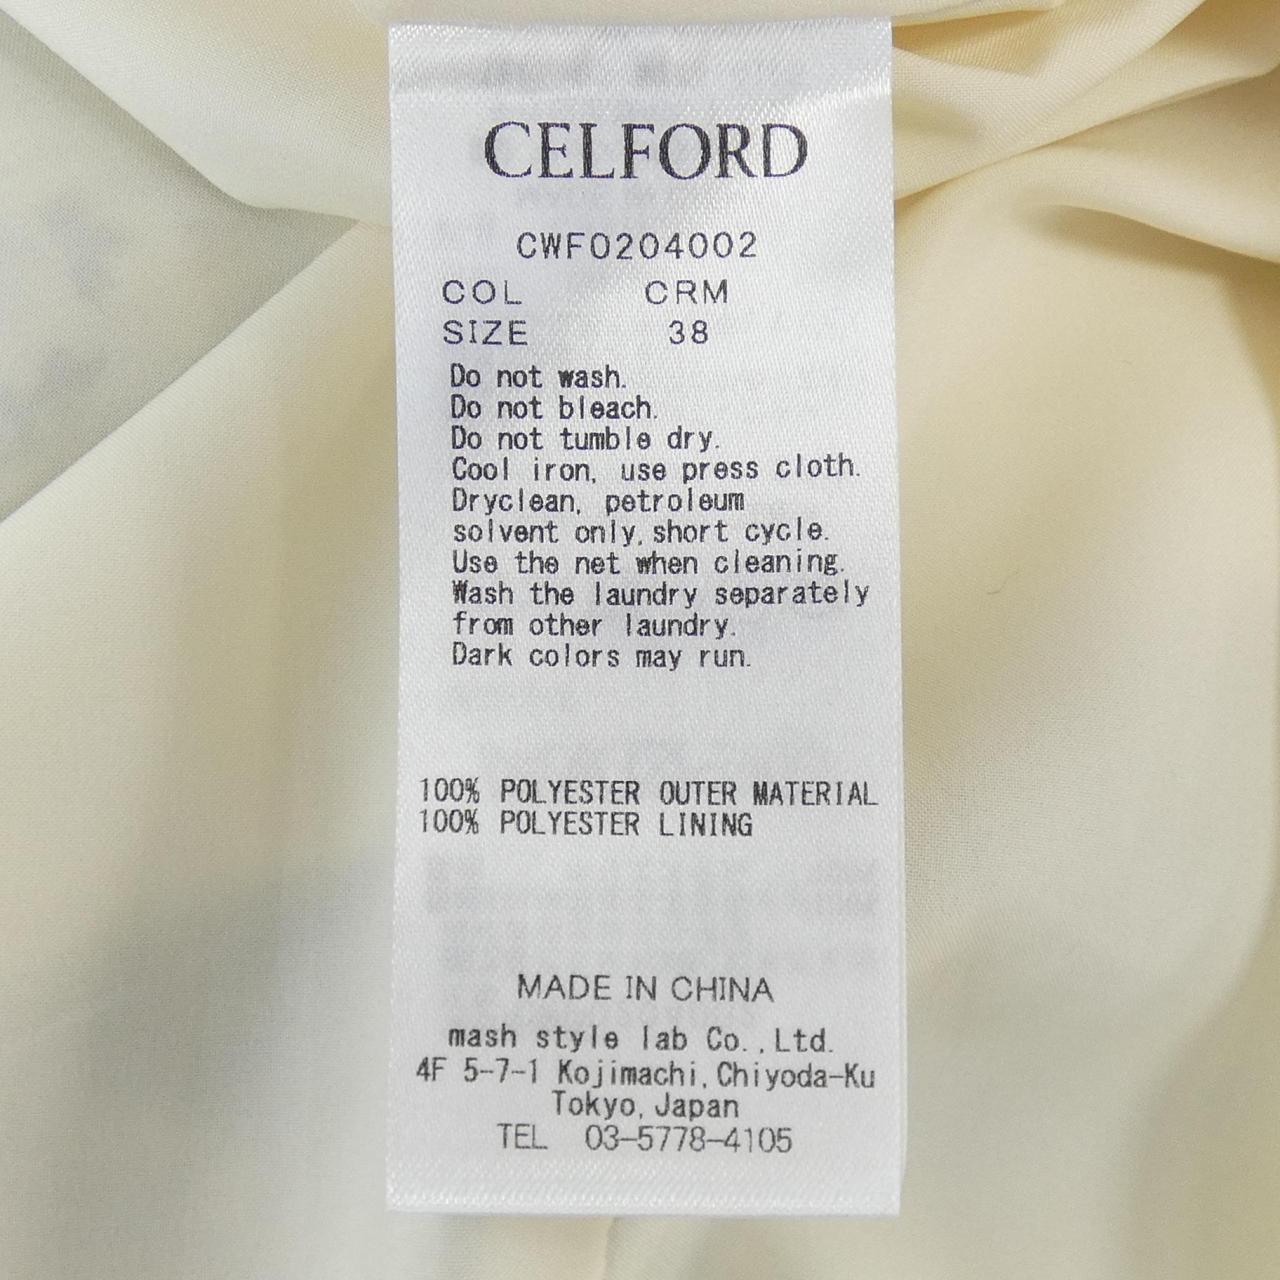 CELFORD
CWF0204002
COL CRM
SIZE 38
Do not wash.
Do not bleach.
Do not tumble dry.
Cool iron, use press cloth.
Dryclean, petroleum
solvent only, short cycle.
Use the net when cleaning.
Wash the laundry separately
from other laundry.
Dark colors may run.
100% POLYESTER OUTER MATERIAL
100% POLYESTER LINING
MADE IN CHINA
mash style lab Co.,Ltd.
4F 5-7-1 Kojimachi, Chiyoda-Ku
Tokyo, Japan
TEL 03-5778-4105